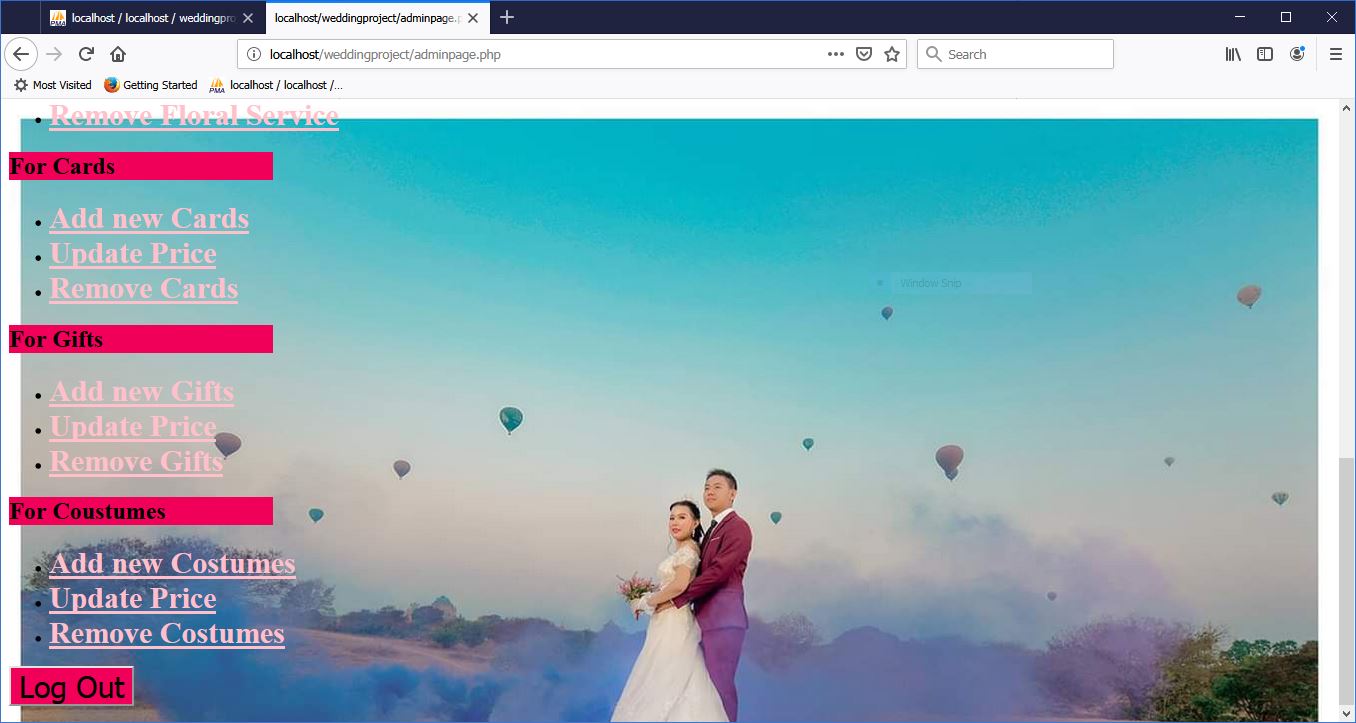 localhost / localhost / weddingpro
localhost/weddingproject/adminpage.p
localhost/weddingproject/adminpage.php
Search
Most Visited
Getting Started
PMA
localhost / localhost /...
Remove Floral Service
For Cards
Add new Cards
Update Price
Remove Cards
Window Snip
For Gifts
Add new Gifts
Update Price
Remove Gifts
For Coustumes
Add new Costumes
Update Price
Remove Costumes
Log Out